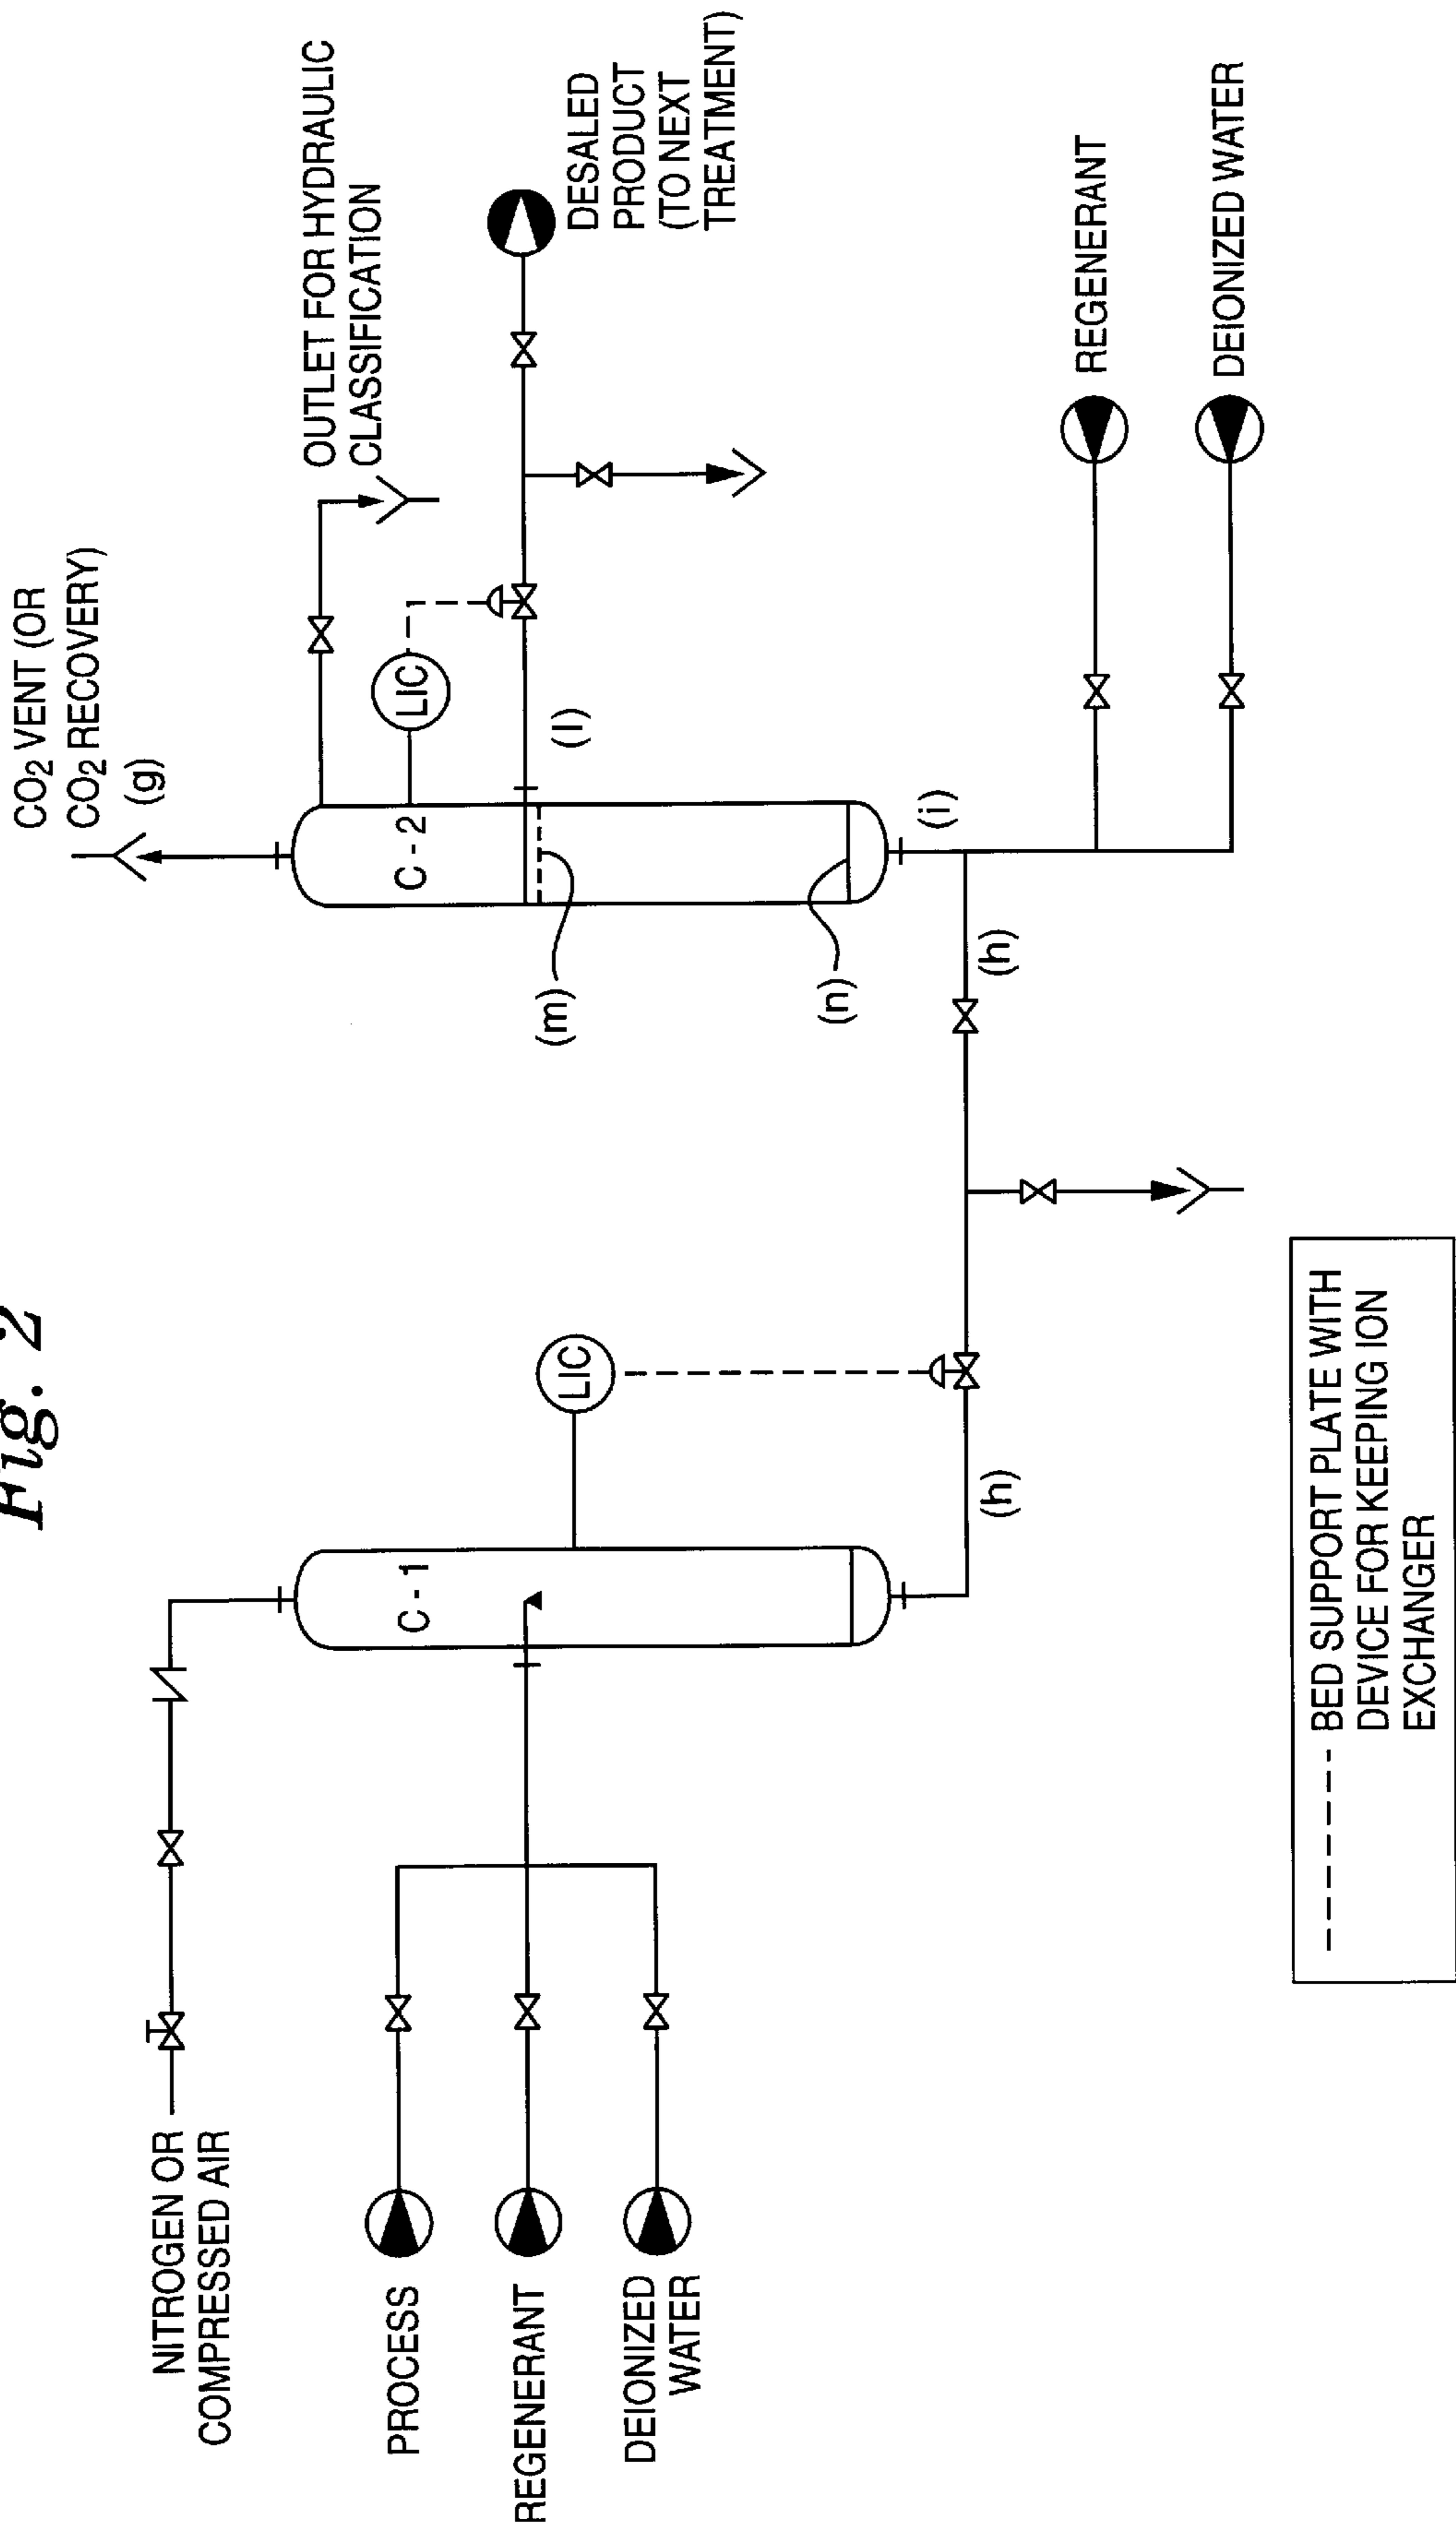 Fig. 2
NITROGEN OR
COMPRESSED AIR
PROCESS
REGENERANT
DEIONIZED
WATER
C - 1
LIC
(h)
(h)
CO₂ VENT (OR
CO₂ RECOVERY)
(g)
C - 2
LIC
OUTLET FOR HYDRAULIC
CLASSIFICATION
(l)
DESALED
PRODUCT
(TO NEXT
TREATMENT)
(m)
(n)
(i)
REGENERANT
DEIONIZED WATER
BED SUPPORT PLATE WITH
DEVICE FOR KEEPING ION
EXCHANGER